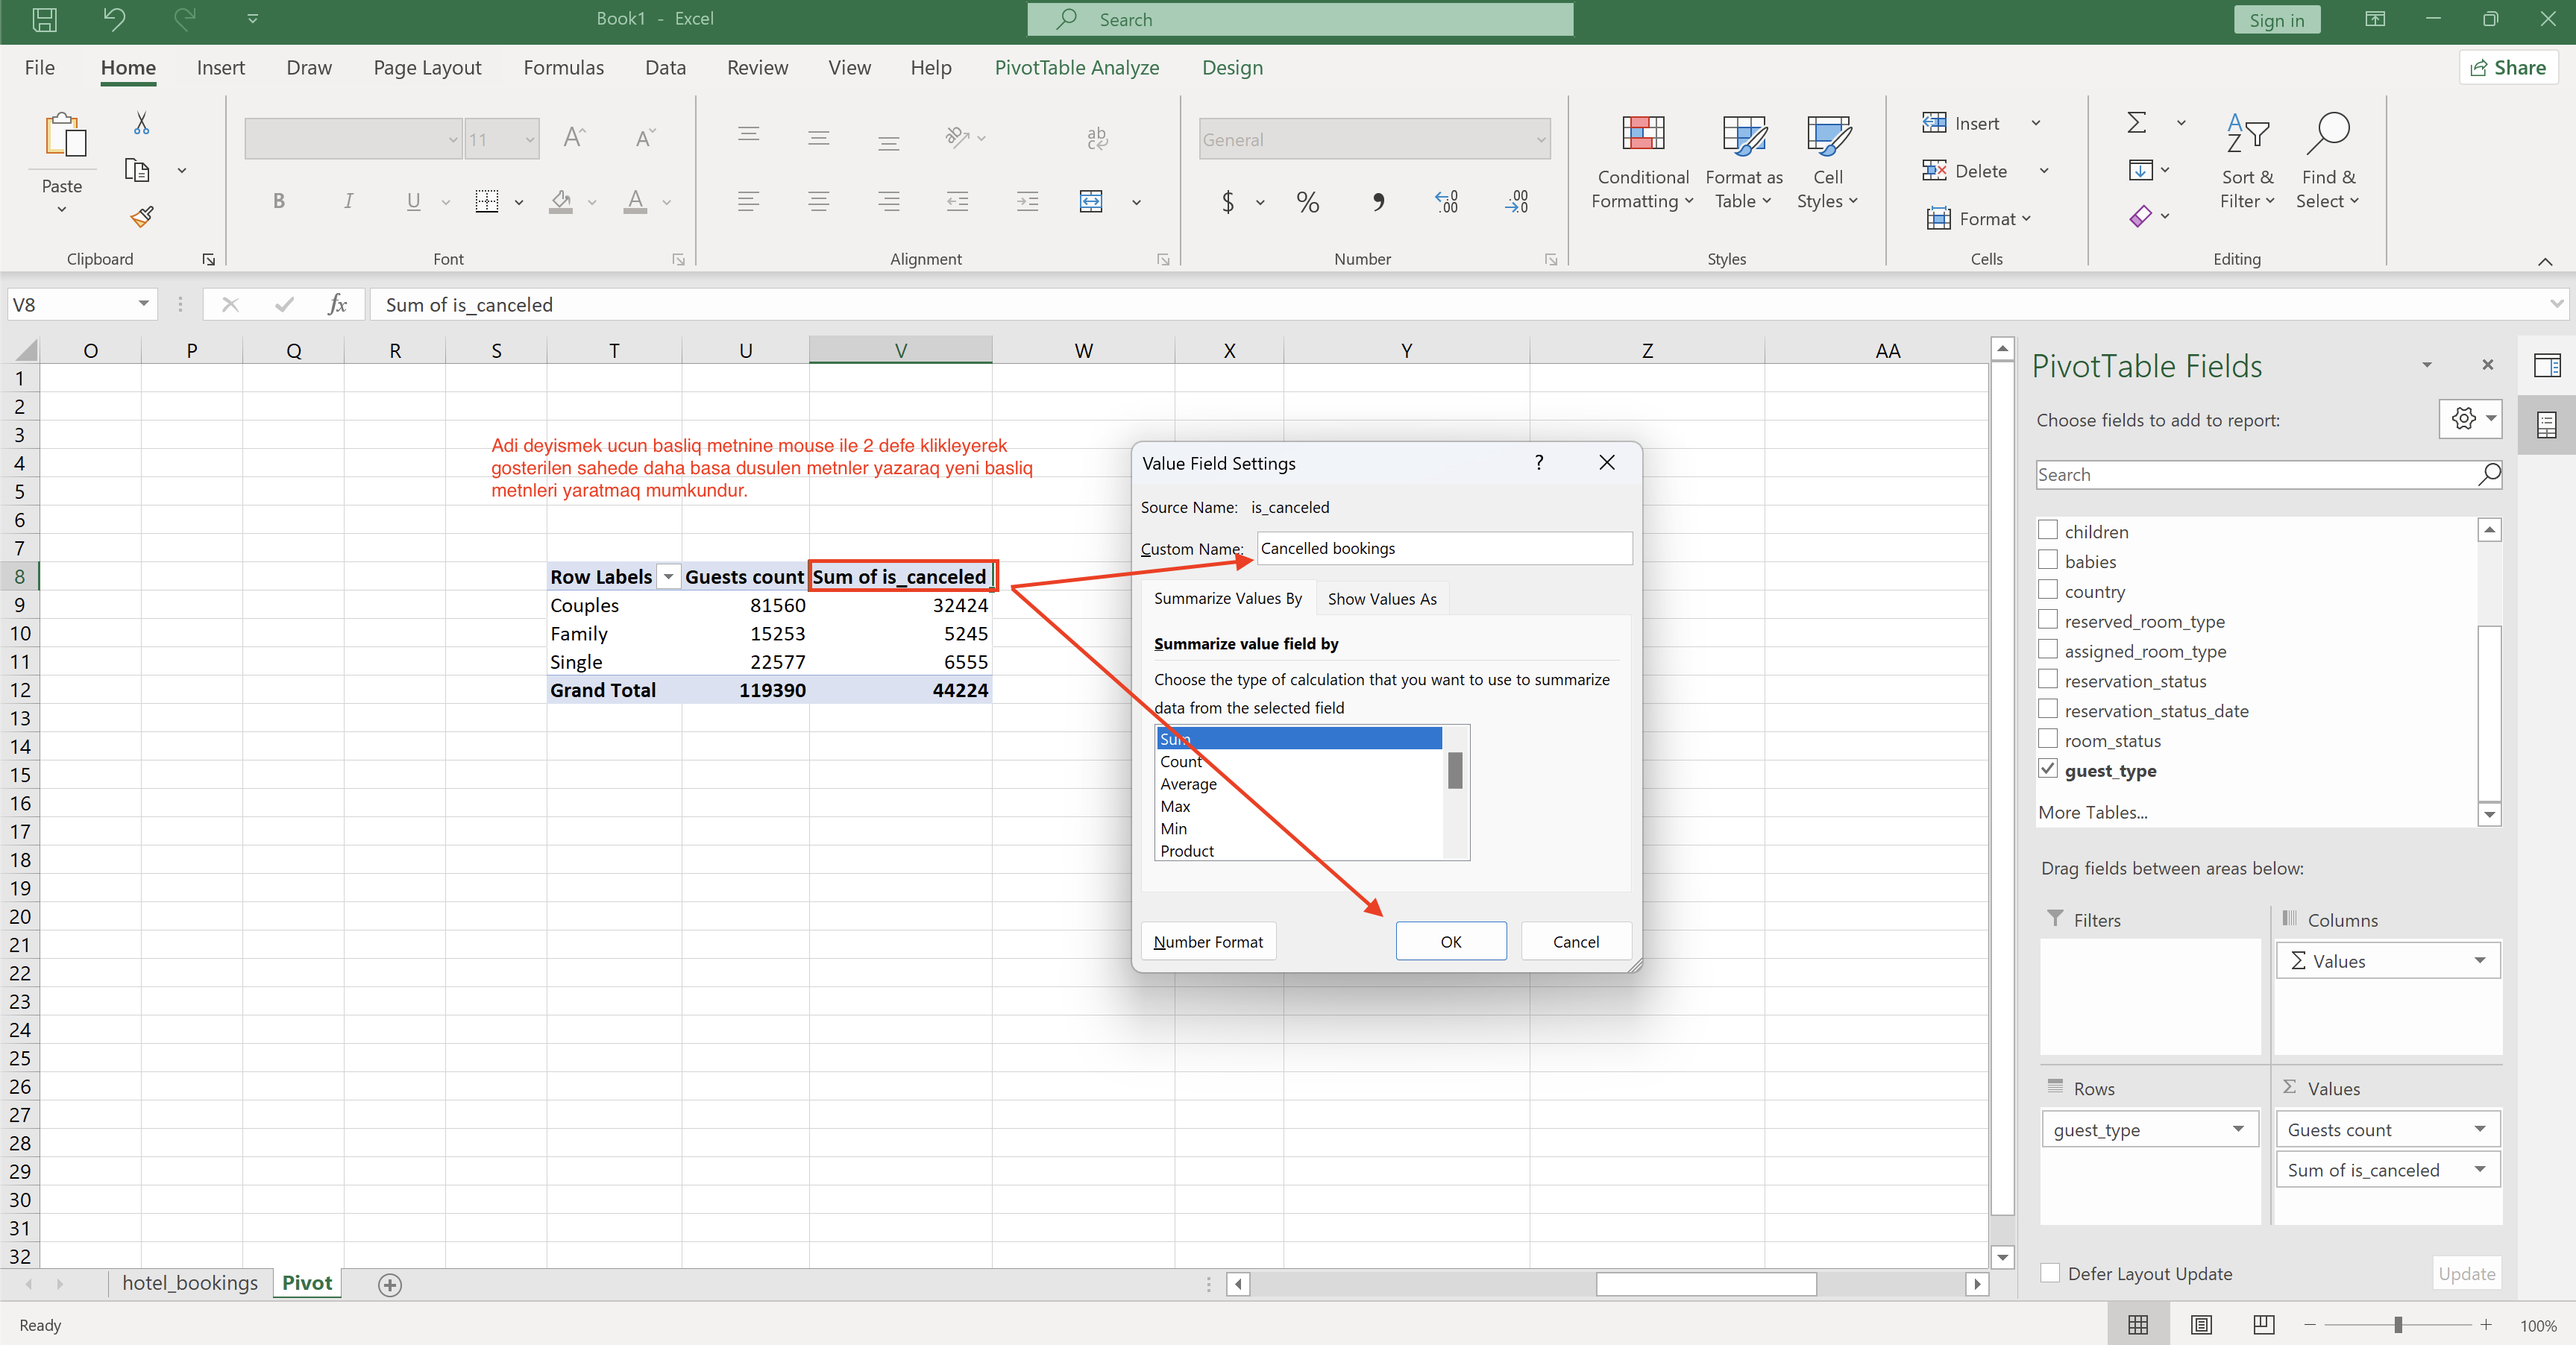 Book1 - Excel
Search
Sign in
File Home Insert Draw Page Layout Formulas Data Review View Help PivotTable Analyze Design
Share
Paste
11
General
Conditional Formatting
Format as Table
Cell Styles
Insert
Delete
Format
Sort & Filter
Find & Select
Clipboard Font Alignment Number Styles Cells Editing
V8
fx
Sum of is_canceled
O P Q R S T U V W X Y Z AA
1
2
3
4
5
6
7
8
9
10
11
12
13
14
15
16
17
18
19
20
21
22
23
24
25
26
27
28
29
30
31
32
Adi deyismek ucun basliq metnine mouse ile 2 defe klikleyerek
gosterilen sahede daha basa dusulen metnler yazaraq yeni basliq
metnleri yaratmaq mumkundur.
Row Labels Guests count Sum of is_canceled
Couples 81560 32424
Family 15253 5245
Single 22577 6555
Grand Total 119390 44224
Value Field Settings
?
Source Name: is_canceled
Custom Name: Cancelled bookings
Summarize Values By Show Values As
Summarize value field by
Choose the type of calculation that you want to use to summarize
data from the selected field
Sum
Count
Average
Max
Min
Product
Number Format OK Cancel
PivotTable Fields
Choose fields to add to report:
Search
children
babies
country
reserved_room_type
assigned_room_type
reservation_status
reservation_status_date
room_status
guest_type
More Tables...
Drag fields between areas below:
Filters
Columns
Σ Values
Rows
Σ Values
guest_type
Guests count
Sum of is_canceled
Defer Layout Update
Update
hotel_bookings Pivot
Ready
100%